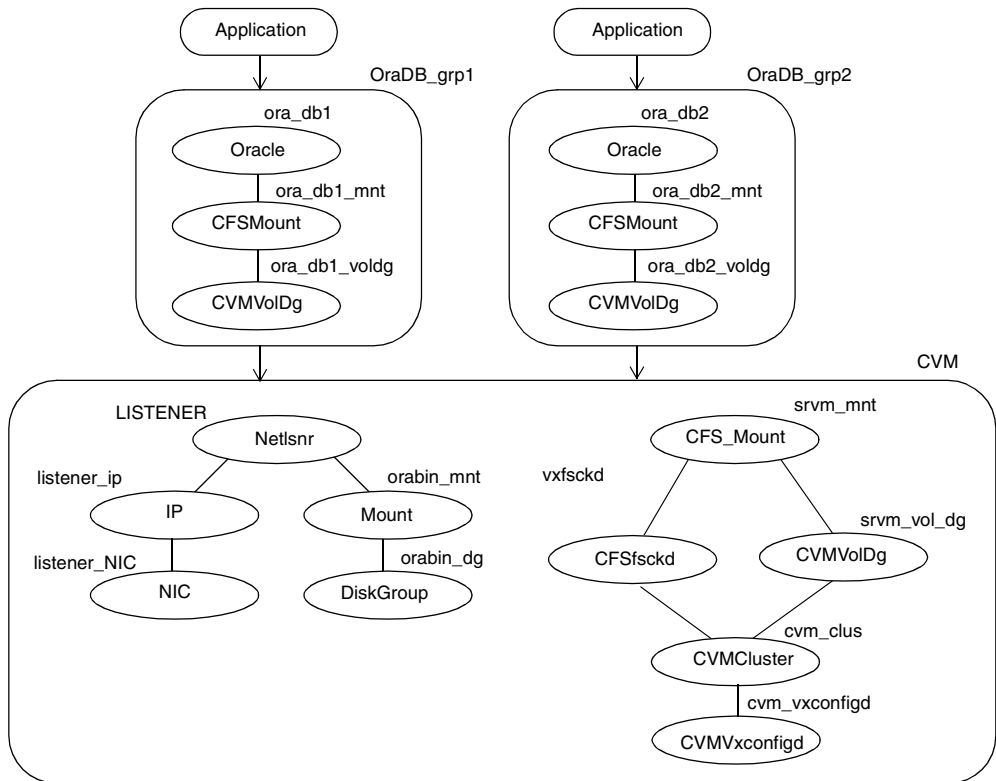 Application
Application
OraDB_grp1
OraDB_grp2
ora_db1
Oracle
ora_db1_mnt
CFSMount
ora_db1_voldg
CVMVolDg
ora_db2
Oracle
ora_db2_mnt
CFSMount
ora_db2_voldg
CVMVolDg
CVM
LISTENER
Netlsnr
listener_ip
IP
listener_NIC
NIC
orabin_mnt
Mount
orabin_dg
DiskGroup
srvm_mnt
CFS_Mount
vxfsckd
CFSfsckd
srvm_vol_dg
CVMVolDg
cvm_clus
CVMCluster
cvm_vxconfigd
CVMVxconfigd